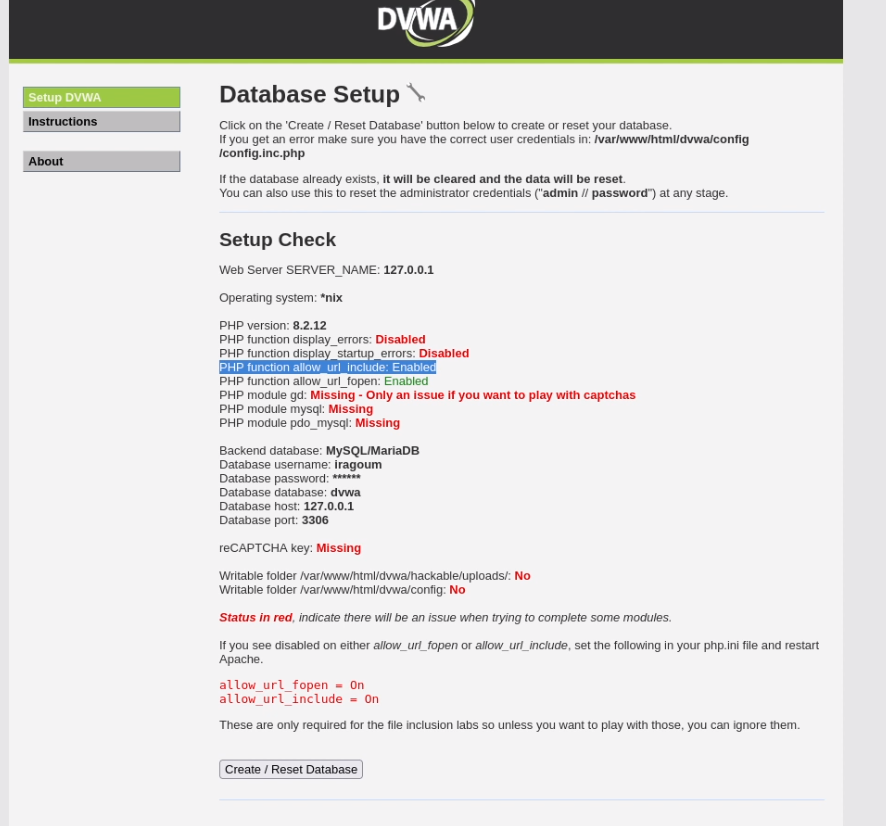 DVWA
Setup DVWA
Instructions
About
Database Setup
Click on the 'Create / Reset Database' button below to create or reset your database.
If you get an error make sure you have the correct user credentials in: /var/www/html/dvwa/config
/config.inc.php
If the database already exists, it will be cleared and the data will be reset.
You can also use this to reset the administrator credentials ("admin // password") at any stage.
Setup Check
Web Server SERVER_NAME: 127.0.0.1
Operating system: *nix
PHP version: 8.2.12
PHP function display_errors: Disabled
PHP function display_startup_errors: Disabled
PHP function allow_url_include: Enabled
PHP function allow_url_fopen: Enabled
PHP module gd: Missing - Only an issue if you want to play with captchas
PHP module mysql: Missing
PHP module pdo_mysql: Missing
Backend database: MySQL/MariaDB
Database username: iragoum
Database password: ******
Database database: dvwa
Database host: 127.0.0.1
Database port: 3306
reCAPTCHA key: Missing
Writable folder /var/www/html/dvwa/hackable/uploads/: No
Writable folder /var/www/html/dvwa/config: No
Status in red, indicate there will be an issue when trying to complete some modules.
If you see disabled on either allow_url_fopen or allow_url_include, set the following in your php.ini file and restart
Apache.
allow_url_fopen = On
allow_url_include = On
These are only required for the file inclusion labs so unless you want to play with those, you can ignore them.
Create / Reset Database